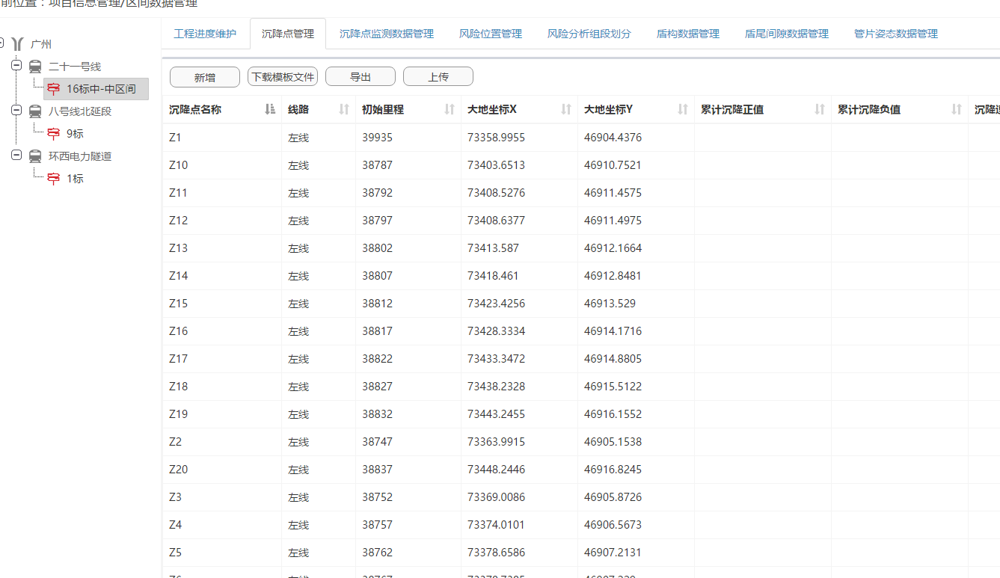 前位置：项目信息管理/区间数据管理
广州
二十一号线
16标中-中区间
八号线北延段
9标
环西电力隧道
1标
工程进度维护 沉降点管理 沉降点监测数据管理 风险位置管理 风险分析组段划分 盾构数据管理 盾尾间隙数据管理 管片姿态数据管理
新增 下载模板文件 导出 上传
沉降点名称 线路 初始里程 大地坐标X 大地坐标Y 累计沉降正值 累计沉降负值 沉降
Z1 左线 39935 73358.9955 46904.4376
Z10 左线 38787 73403.6513 46910.7521
Z11 左线 38792 73408.5276 46911.4575
Z12 左线 38797 73408.6377 46911.4975
Z13 左线 38802 73413.587 46912.1664
Z14 左线 38807 73418.461 46912.8481
Z15 左线 38812 73423.4256 46913.529
Z16 左线 38817 73428.3334 46914.1716
Z17 左线 38822 73433.3472 46914.8805
Z18 左线 38827 73438.2328 46915.5122
Z19 左线 38832 73443.2455 46916.1552
Z2 左线 38747 73363.9915 46905.1538
Z20 左线 38837 73448.2446 46916.8245
Z3 左线 38752 73369.0086 46905.8726
Z4 左线 38757 73374.0101 46906.5673
Z5 左线 38762 73378.6586 46907.2131